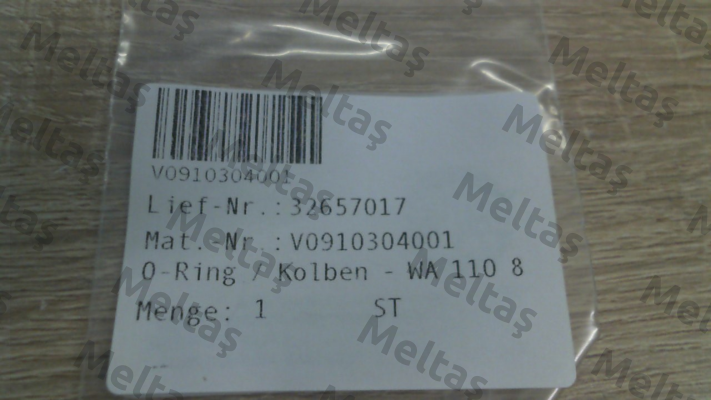 V0910304001
Lief-Nr.:32657017
Mat.-Nr.:V0910304001
O-Ring / Kolben - WA 110 8
Menge: 1 ST
Meltaş